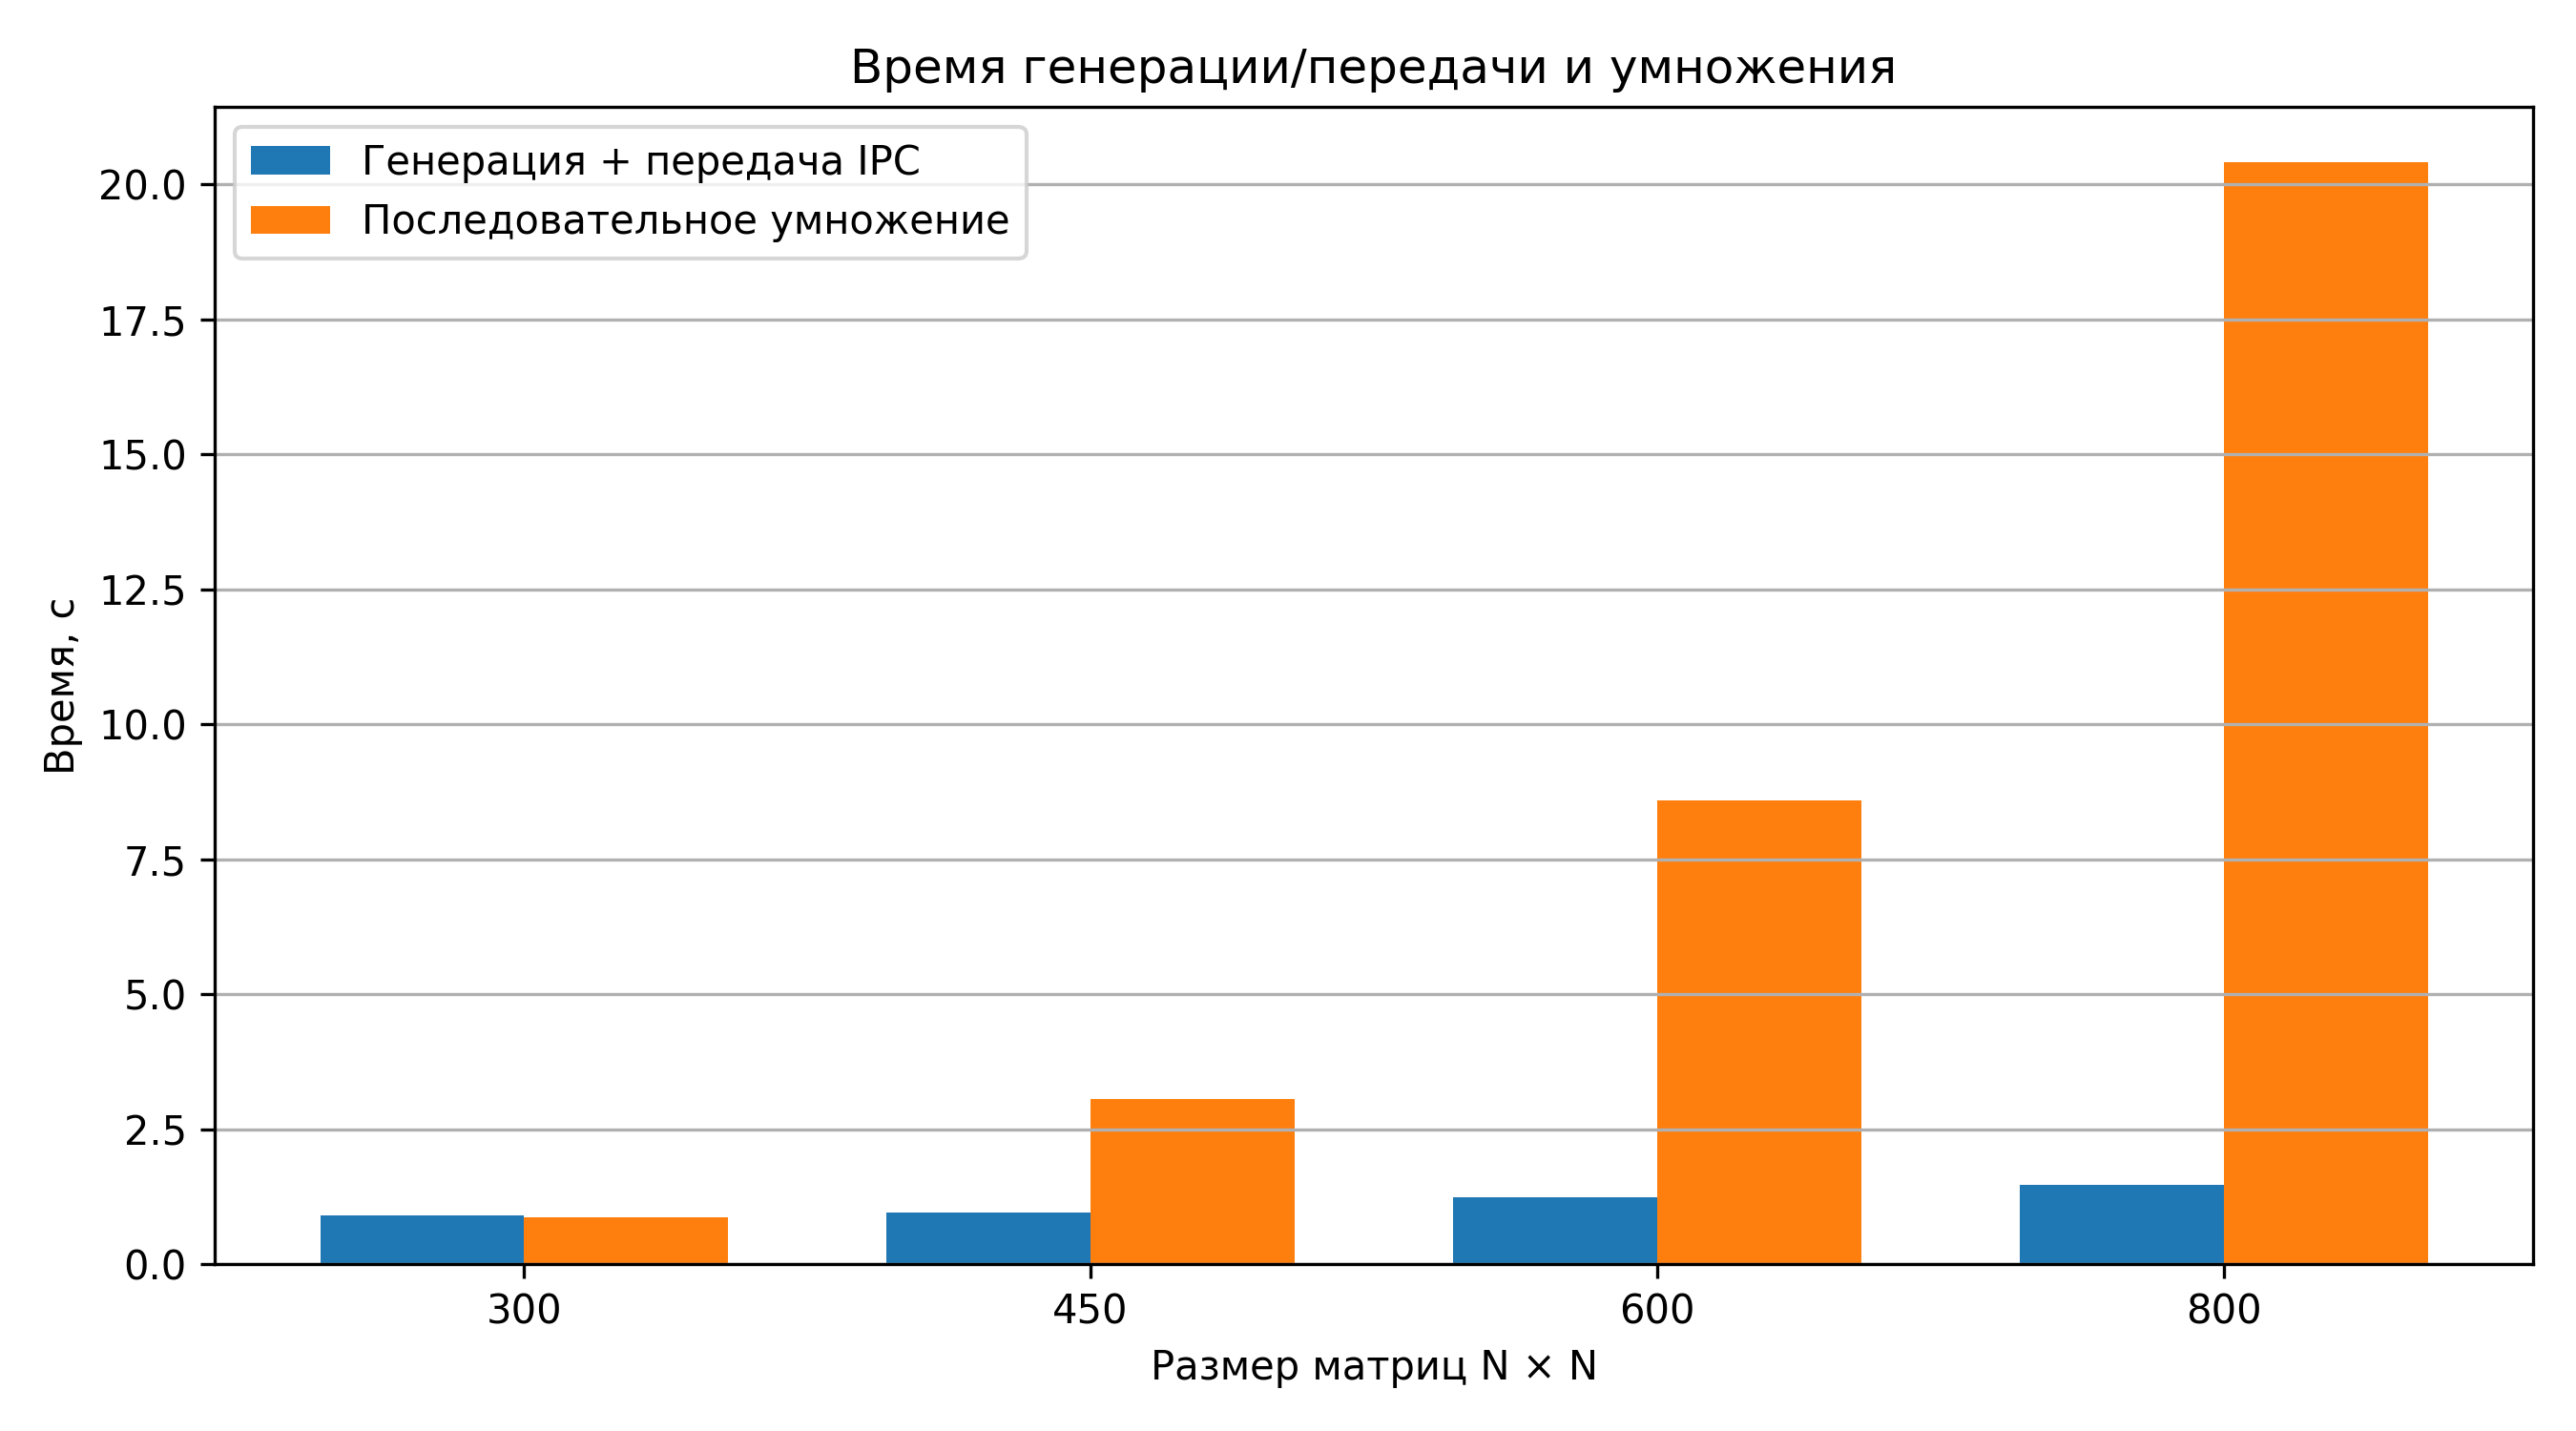 Время генерации/передачи и умножения
Генерация + передача IPC
Последовательное умножение
20.0
17.5
15.0
12.5
10.0
7.5
5.0
2.5
0.0
Время, с
300 450 600 800
Размер матриц N × N